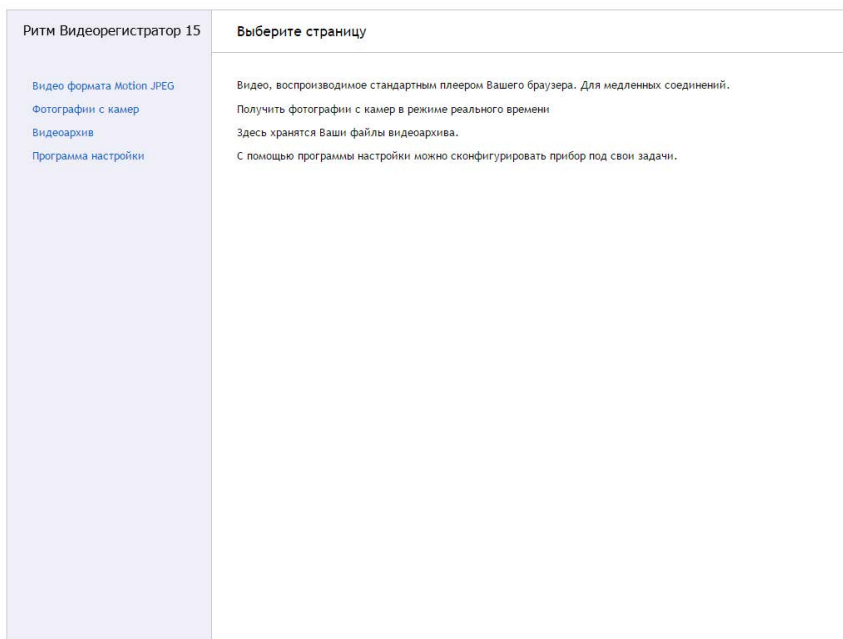 Ритм Видеорегистратор 15
Выберите страницу
Видео формата Motion JPEG
Видео, воспроизводимое стандартным плеером Вашего браузера. Для медленных соединений.
Фотографии с камер
Получить фотографии с камер в режиме реального времени
Видеоархив
Здесь хранятся Ваши файлы видеоархива.
Программа настройки
С помощью программы настройки можно сконфигурировать прибор под свои задачи.